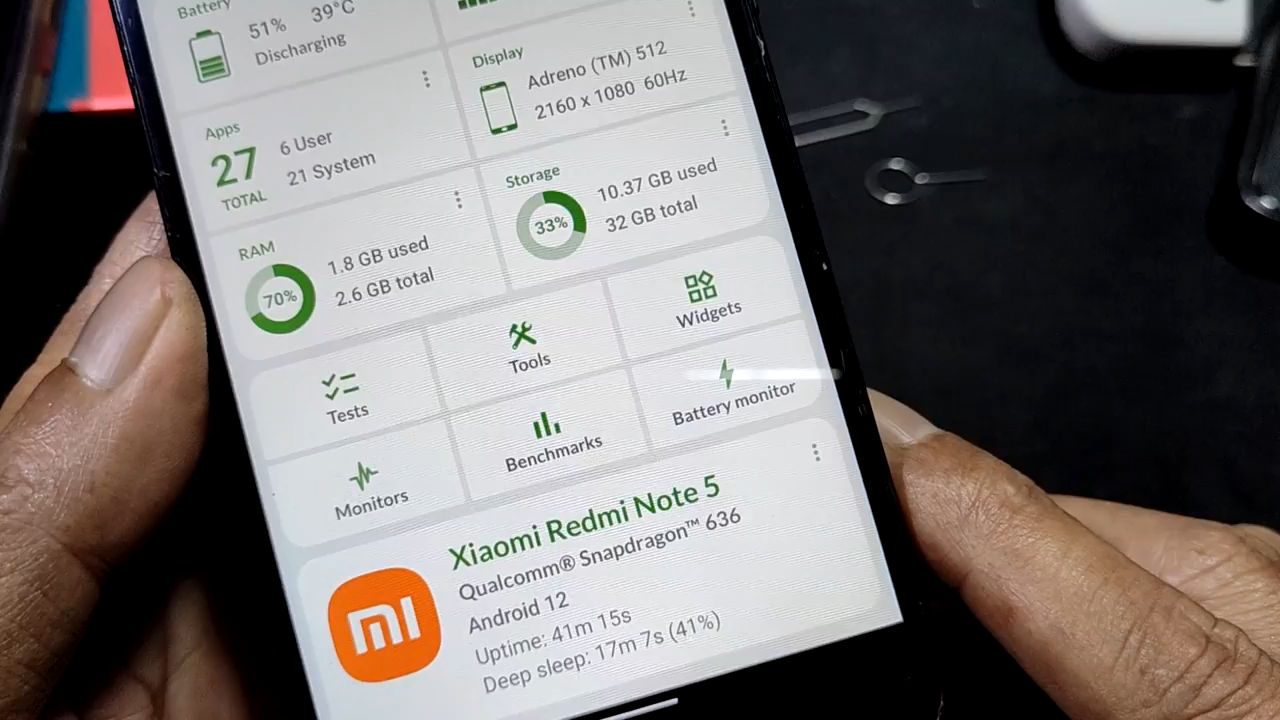 Battery
51% 39°C
Discharging
Display
Adreno (TM) 512
2160 x 1080 60Hz
Apps
27
TOTAL
6 User
21 System
Storage
33%
10.37 GB used
32 GB total
RAM
70%
1.8 GB used
2.6 GB total
Tests
Tools
Widgets
Monitors
Benchmarks
Battery monitor
Xiaomi Redmi Note 5
Qualcomm® Snapdragon™ 636
Android 12
Uptime: 41m 15s
Deep sleep: 17m 7s (41%)
mi